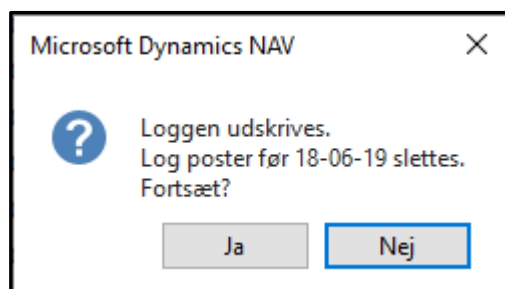 Microsoft Dynamics NAV
?
Loggen udskrives.
Log poster før 18-06-19 slettes.
Fortsæt?
Ja
Nej